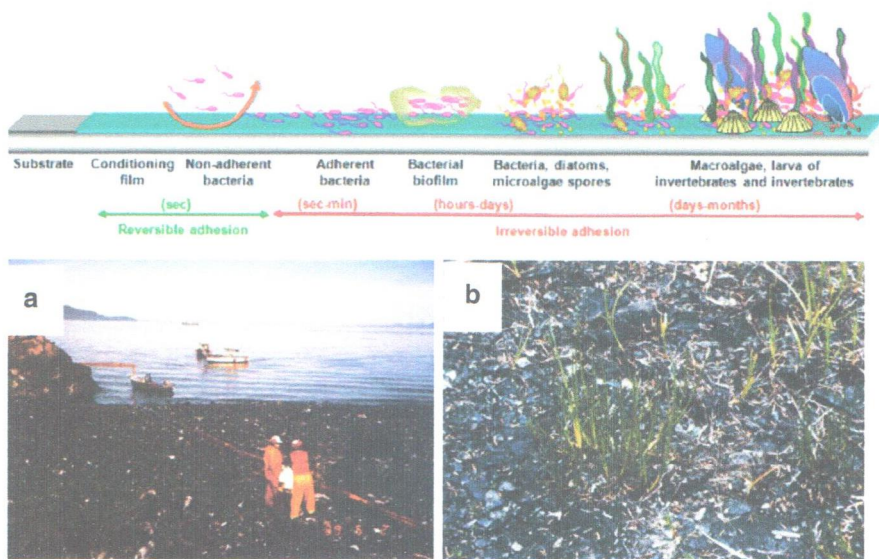 Substrate
Conditioning film
Non-adherent bacteria
Adherent bacteria
Bacterial biofilm
Bacteria, diatoms, microalgae spores
Macroalgae, larva of invertebrates and invertebrates
(sec)
(sec-min)
(hours-days)
(days-months)
Reversible adhesion
Irreversible adhesion
a
b